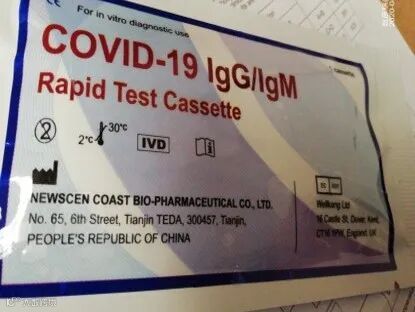 For in vitro diagnostic use
COVID-19 IgG/IgM
Rapid Test Cassette
2°C
30°C
IVD
NEWSCEN COAST BIO-PHARMACEUTICAL CO., LTD.
No. 65, 6th Street, Tianjin TEDA, 300457, Tianjin,
PEOPLE'S REPUBLIC OF CHINA
EC REP
Wellkang Ltd
16 Castle St, Dover, Kent,
CT16 1PW, England, UK